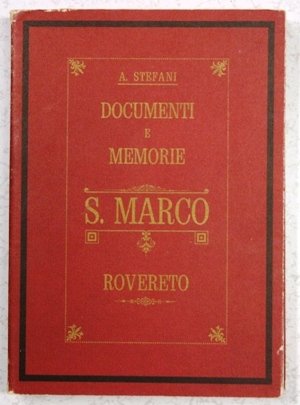 A. STEFANI
DOCUMENTI
E
MEMORIE
S. MARCO
ROVERETO